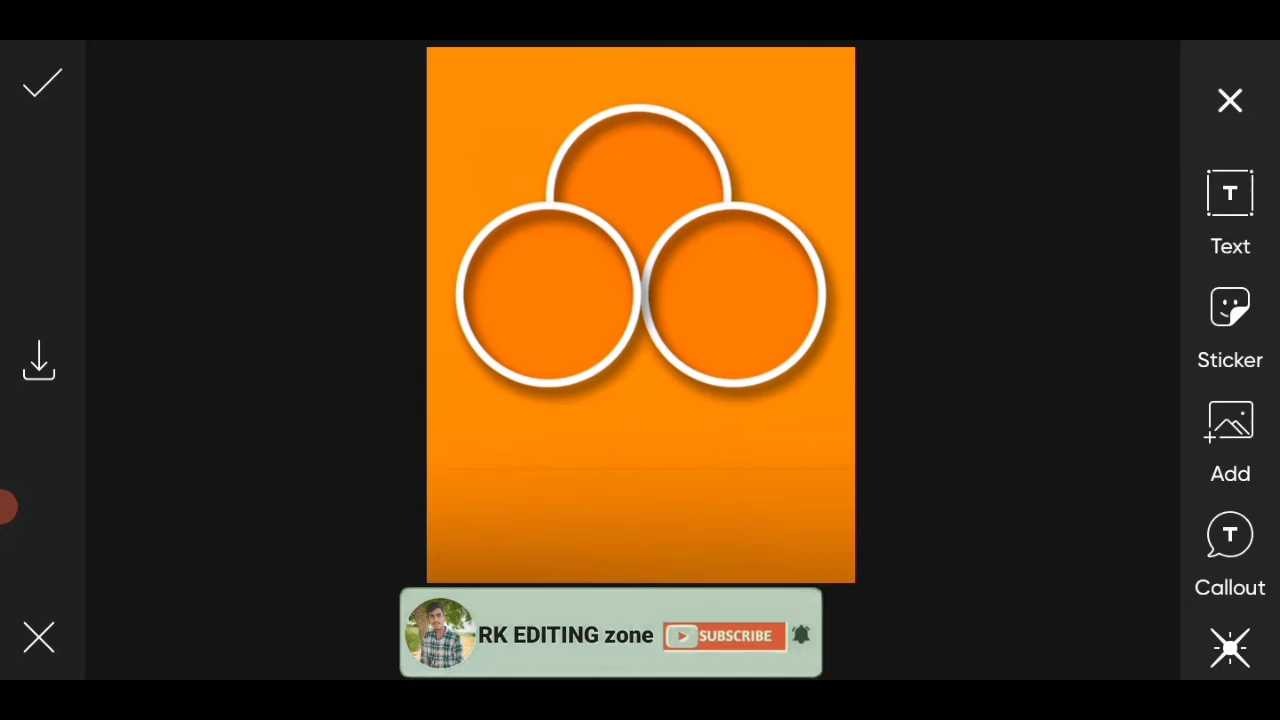 T
Text
Sticker
Add
T
Callout
RK EDITING zone
SUBSCRIBE